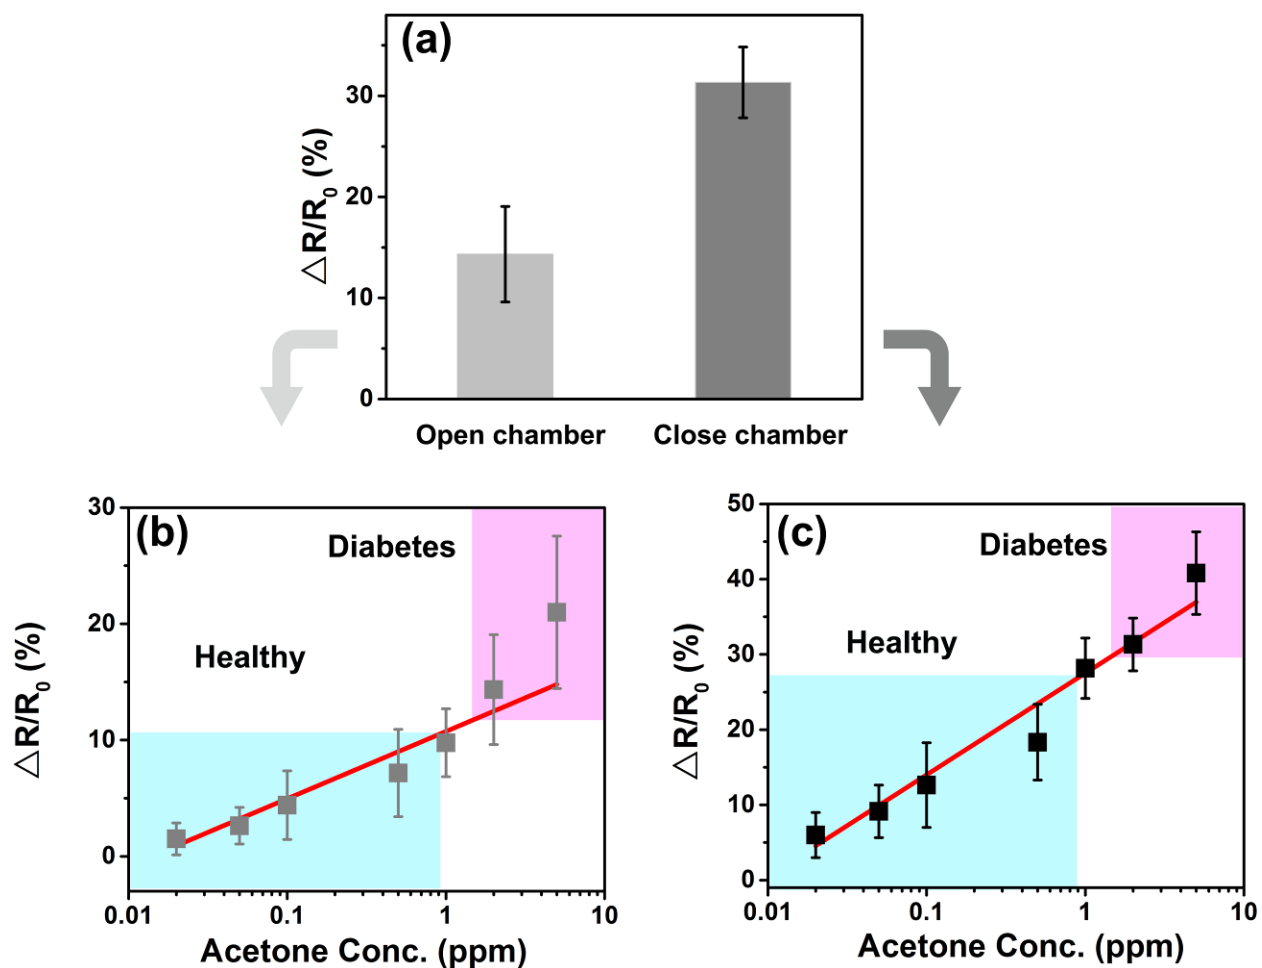 (a)
△R/R0 (%)
30
20
10
0
Open chamber Close chamber
(b)
△R/R0 (%)
30
20
10
0
Diabetes
Healthy
0.01 0.1 1 10
Acetone Conc. (ppm)
(c)
△R/R0 (%)
50
40
30
20
10
0
Diabetes
Healthy
0.01 0.1 1 10
Acetone Conc. (ppm)